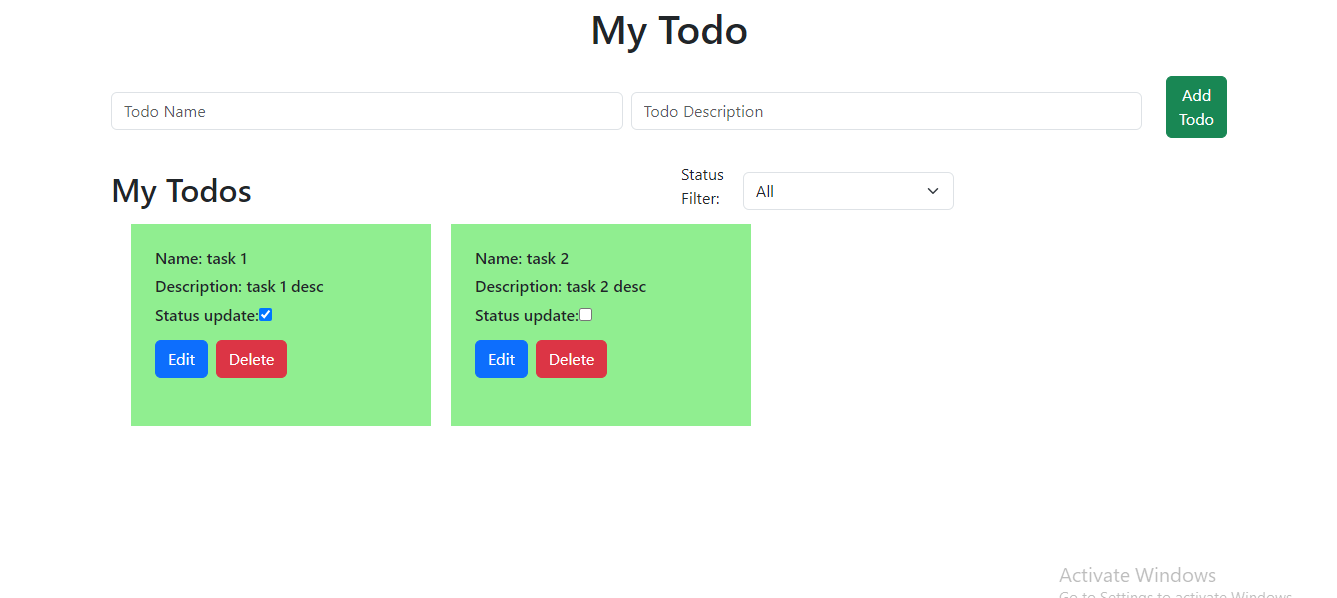 My Todo
Todo Name
Todo Description
Add
Todo
My Todos
Status
Filter:
All
Name: task 1
Description: task 1 desc
Status update:
Edit
Delete
Name: task 2
Description: task 2 desc
Status update:
Edit
Delete
Activate Windows
Go to Settings to activate Windows.